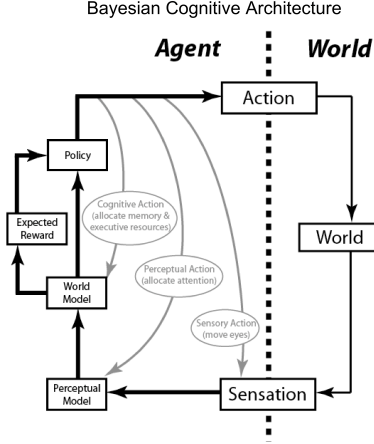 Bayesian Cognitive Architecture
Agent
World
Action
Policy
Cognitive Action
(allocate memory &
executive resources)
Expected
Reward
World
Perceptual Action
(allocate attention)
World
Model
Sensory Action
(move eyes)
Perceptual
Model
Sensation